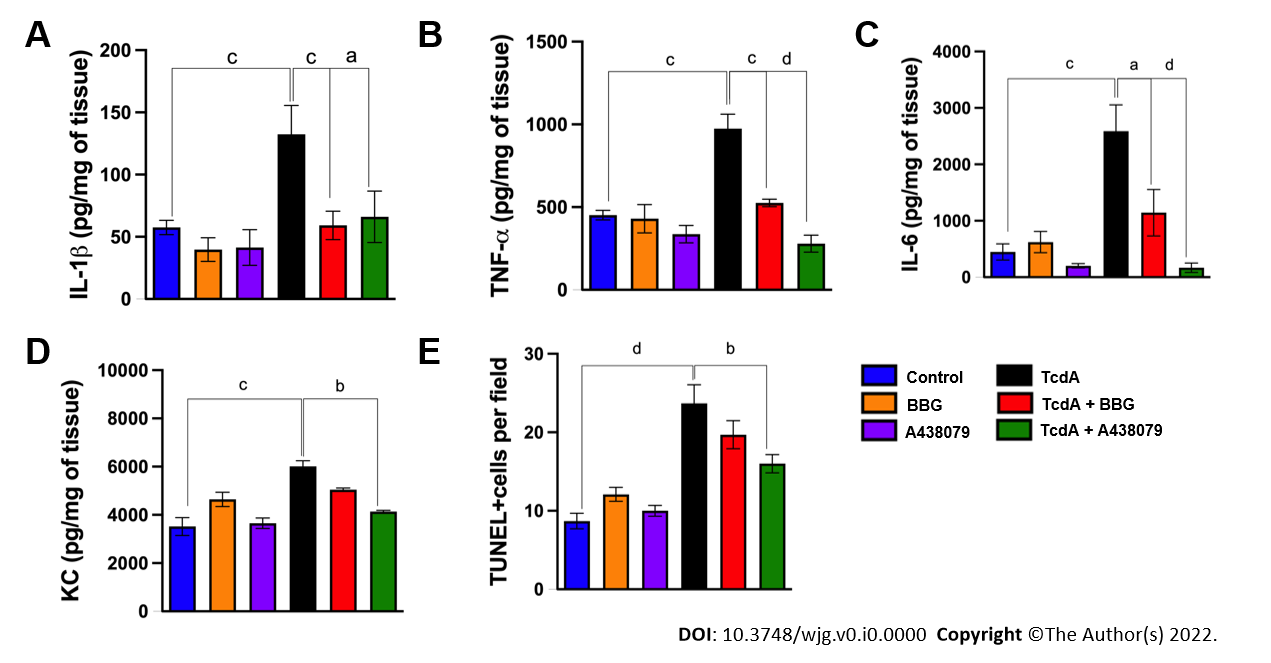 A
IL-1β (pg/mg of tissue)
200
150
100
50
0
c
c
a
B
TNF-α (pg/mg of tissue)
1500
1000
500
0
c
c
d
C
IL-6 (pg/mg of tissue)
4000
3000
2000
1000
0
c
a
d
D
KC (pg/mg of tissue)
10000
8000
6000
4000
2000
0
c
b
E
TUNEL+cells per field
30
20
10
0
d
b
Control
TcdA
BBG
TcdA + BBG
A438079
TcdA + A438079
DOI: 10.3748/wjg.v0.i0.0000 Copyright ©The Author(s) 2022.